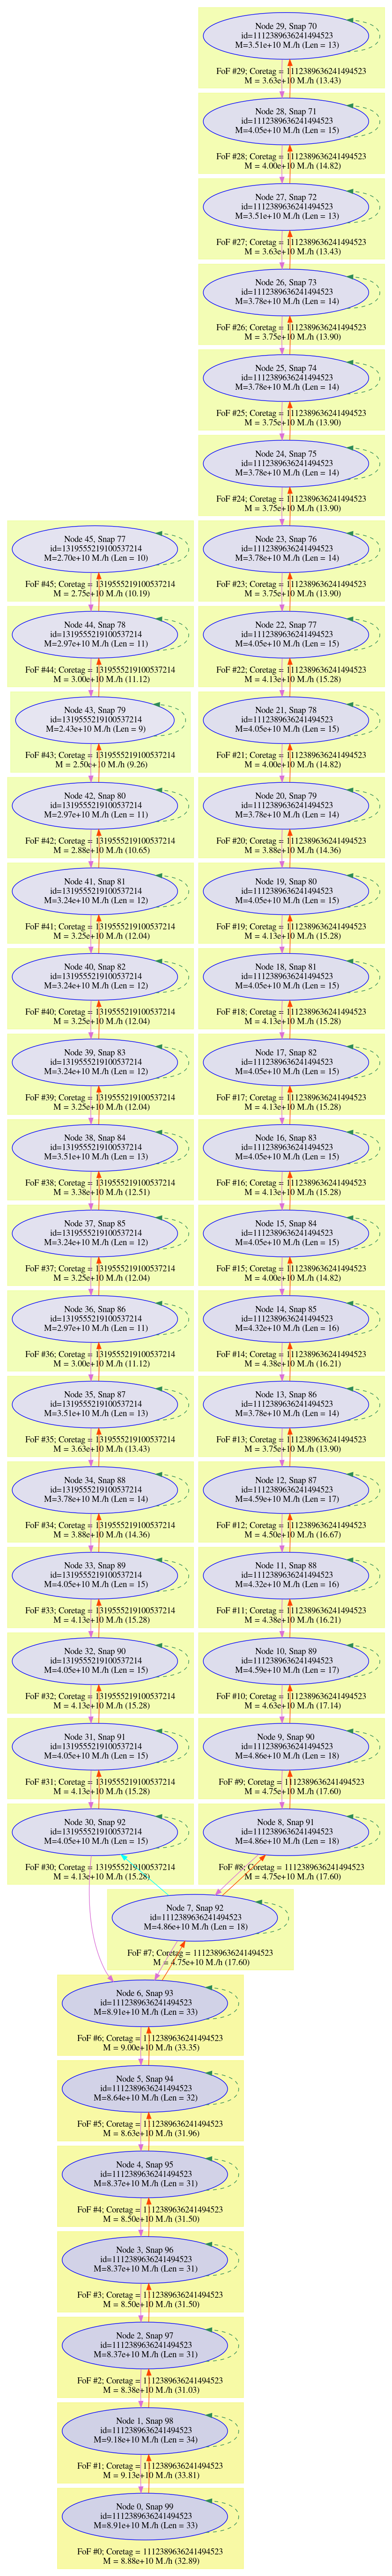 Node 29, Snap 70
id=1112389636241494523
M=3.51e+10 M./h (Len = 13)
FoF #29; Coretag = 1112389636241494523
M = 3.63e+10 M./h (13.43)
Node 28, Snap 71
id=1112389636241494523
M=4.05e+10 M./h (Len = 15)
FoF #28; Coretag = 1112389636241494523
M = 4.00e+10 M./h (14.82)
Node 27, Snap 72
id=1112389636241494523
M=3.51e+10 M./h (Len = 13)
FoF #27; Coretag = 1112389636241494523
M = 3.63e+10 M./h (13.43)
Node 26, Snap 73
id=1112389636241494523
M=3.78e+10 M./h (Len = 14)
FoF #26; Coretag = 1112389636241494523
M = 3.75e+10 M./h (13.90)
Node 25, Snap 74
id=1112389636241494523
M=3.78e+10 M./h (Len = 14)
FoF #25; Coretag = 1112389636241494523
M = 3.75e+10 M./h (13.90)
Node 24, Snap 75
id=1112389636241494523
M=3.78e+10 M./h (Len = 14)
FoF #24; Coretag = 1112389636241494523
M = 3.75e+10 M./h (13.90)
Node 45, Snap 77
id=1319555219100537214
M=2.70e+10 M./h (Len = 10)
FoF #45; Coretag = 1319555219100537214
M = 2.75e+10 M./h (10.19)
Node 23, Snap 76
id=1112389636241494523
M=3.78e+10 M./h (Len = 14)
FoF #23; Coretag = 1112389636241494523
M = 3.75e+10 M./h (13.90)
Node 44, Snap 78
id=1319555219100537214
M=2.97e+10 M./h (Len = 11)
FoF #44; Coretag = 1319555219100537214
M = 3.00e+10 M./h (11.12)
Node 22, Snap 77
id=1112389636241494523
M=4.05e+10 M./h (Len = 15)
FoF #22; Coretag = 1112389636241494523
M = 4.13e+10 M./h (15.28)
Node 43, Snap 79
id=1319555219100537214
M=2.43e+10 M./h (Len = 9)
FoF #43; Coretag = 1319555219100537214
M = 2.50e+10 M./h (9.26)
Node 21, Snap 78
id=1112389636241494523
M=4.05e+10 M./h (Len = 15)
FoF #21; Coretag = 1112389636241494523
M = 4.00e+10 M./h (14.82)
Node 42, Snap 80
id=1319555219100537214
M=2.97e+10 M./h (Len = 11)
FoF #42; Coretag = 1319555219100537214
M = 2.88e+10 M./h (10.65)
Node 20, Snap 79
id=1112389636241494523
M=3.78e+10 M./h (Len = 14)
FoF #20; Coretag = 1112389636241494523
M = 3.88e+10 M./h (14.36)
Node 41, Snap 81
id=1319555219100537214
M=3.24e+10 M./h (Len = 12)
FoF #41; Coretag = 1319555219100537214
M = 3.25e+10 M./h (12.04)
Node 19, Snap 80
id=1112389636241494523
M=4.05e+10 M./h (Len = 15)
FoF #19; Coretag = 1112389636241494523
M = 4.13e+10 M./h (15.28)
Node 40, Snap 82
id=1319555219100537214
M=3.24e+10 M./h (Len = 12)
FoF #40; Coretag = 1319555219100537214
M = 3.25e+10 M./h (12.04)
Node 18, Snap 81
id=1112389636241494523
M=4.05e+10 M./h (Len = 15)
FoF #18; Coretag = 1112389636241494523
M = 4.13e+10 M./h (15.28)
Node 39, Snap 83
id=1319555219100537214
M=3.24e+10 M./h (Len = 12)
FoF #39; Coretag = 1319555219100537214
M = 3.25e+10 M./h (12.04)
Node 17, Snap 82
id=1112389636241494523
M=4.05e+10 M./h (Len = 15)
FoF #17; Coretag = 1112389636241494523
M = 4.13e+10 M./h (15.28)
Node 38, Snap 84
id=1319555219100537214
M=3.51e+10 M./h (Len = 13)
FoF #38; Coretag = 1319555219100537214
M = 3.38e+10 M./h (12.51)
Node 16, Snap 83
id=1112389636241494523
M=4.05e+10 M./h (Len = 15)
FoF #16; Coretag = 1112389636241494523
M = 4.13e+10 M./h (15.28)
Node 37, Snap 85
id=1319555219100537214
M=3.24e+10 M./h (Len = 12)
FoF #37; Coretag = 1319555219100537214
M = 3.25e+10 M./h (12.04)
Node 15, Snap 84
id=1112389636241494523
M=4.05e+10 M./h (Len = 15)
FoF #15; Coretag = 1112389636241494523
M = 4.00e+10 M./h (14.82)
Node 36, Snap 86
id=1319555219100537214
M=2.97e+10 M./h (Len = 11)
FoF #36; Coretag = 1319555219100537214
M = 3.00e+10 M./h (11.12)
Node 14, Snap 85
id=1112389636241494523
M=4.32e+10 M./h (Len = 16)
FoF #14; Coretag = 1112389636241494523
M = 4.38e+10 M./h (16.21)
Node 35, Snap 87
id=1319555219100537214
M=3.51e+10 M./h (Len = 13)
FoF #35; Coretag = 1319555219100537214
M = 3.63e+10 M./h (13.43)
Node 13, Snap 86
id=1112389636241494523
M=3.78e+10 M./h (Len = 14)
FoF #13; Coretag = 1112389636241494523
M = 3.75e+10 M./h (13.90)
Node 34, Snap 88
id=1319555219100537214
M=3.78e+10 M./h (Len = 14)
FoF #34; Coretag = 1319555219100537214
M = 3.88e+10 M./h (14.36)
Node 12, Snap 87
id=1112389636241494523
M=4.59e+10 M./h (Len = 17)
FoF #12; Coretag = 1112389636241494523
M = 4.50e+10 M./h (16.67)
Node 33, Snap 89
id=1319555219100537214
M=4.05e+10 M./h (Len = 15)
FoF #33; Coretag = 1319555219100537214
M = 4.13e+10 M./h (15.28)
Node 11, Snap 88
id=1112389636241494523
M=4.32e+10 M./h (Len = 16)
FoF #11; Coretag = 1112389636241494523
M = 4.38e+10 M./h (16.21)
Node 32, Snap 90
id=1319555219100537214
M=4.05e+10 M./h (Len = 15)
FoF #32; Coretag = 1319555219100537214
M = 4.13e+10 M./h (15.28)
Node 10, Snap 89
id=1112389636241494523
M=4.59e+10 M./h (Len = 17)
FoF #10; Coretag = 1112389636241494523
M = 4.63e+10 M./h (17.14)
Node 31, Snap 91
id=1319555219100537214
M=4.05e+10 M./h (Len = 15)
FoF #31; Coretag = 1319555219100537214
M = 4.13e+10 M./h (15.28)
Node 9, Snap 90
id=1112389636241494523
M=4.86e+10 M./h (Len = 18)
FoF #9; Coretag = 1112389636241494523
M = 4.75e+10 M./h (17.60)
Node 30, Snap 92
id=1319555219100537214
M=4.05e+10 M./h (Len = 15)
FoF #30; Coretag = 1319555219100537214
M = 4.13e+10 M./h (15.28)
Node 8, Snap 91
id=1112389636241494523
M=4.86e+10 M./h (Len = 18)
FoF #8; Coretag = 1112389636241494523
M = 4.75e+10 M./h (17.60)
Node 7, Snap 92
id=1112389636241494523
M=4.86e+10 M./h (Len = 18)
FoF #7; Coretag = 1112389636241494523
M = 4.75e+10 M./h (17.60)
Node 6, Snap 93
id=1112389636241494523
M=8.91e+10 M./h (Len = 33)
FoF #6; Coretag = 1112389636241494523
M = 9.00e+10 M./h (33.35)
Node 5, Snap 94
id=1112389636241494523
M=8.64e+10 M./h (Len = 32)
FoF #5; Coretag = 1112389636241494523
M = 8.63e+10 M./h (31.96)
Node 4, Snap 95
id=1112389636241494523
M=8.37e+10 M./h (Len = 31)
FoF #4; Coretag = 1112389636241494523
M = 8.50e+10 M./h (31.50)
Node 3, Snap 96
id=1112389636241494523
M=8.37e+10 M./h (Len = 31)
FoF #3; Coretag = 1112389636241494523
M = 8.50e+10 M./h (31.50)
Node 2, Snap 97
id=1112389636241494523
M=8.37e+10 M./h (Len = 31)
FoF #2; Coretag = 1112389636241494523
M = 8.38e+10 M./h (31.03)
Node 1, Snap 98
id=1112389636241494523
M=9.18e+10 M./h (Len = 34)
FoF #1; Coretag = 1112389636241494523
M = 9.13e+10 M./h (33.81)
Node 0, Snap 99
id=1112389636241494523
M=8.91e+10 M./h (Len = 33)
FoF #0; Coretag = 1112389636241494523
M = 8.88e+10 M./h (32.89)